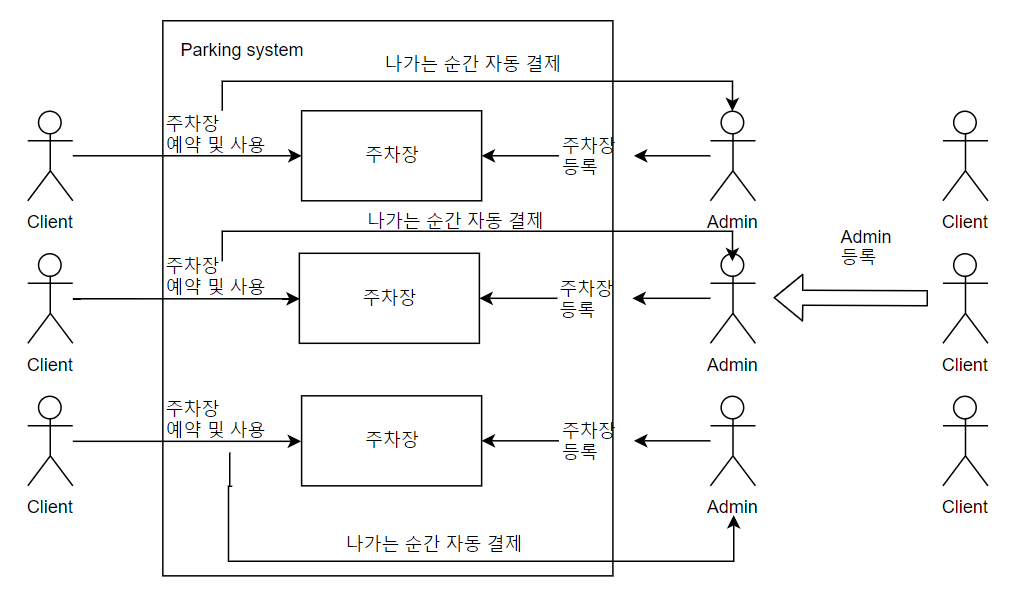 Parking system
나가는 순간 자동 결제
주차장
예약 및 사용
주차장
주차장
등록
Client
Admin
Client
나가는 순간 자동 결제
Admin
등록
주차장
예약 및 사용
주차장
주차장
등록
Client
Admin
Client
주차장
예약 및 사용
주차장
주차장
등록
Client
Admin
Client
나가는 순간 자동 결제